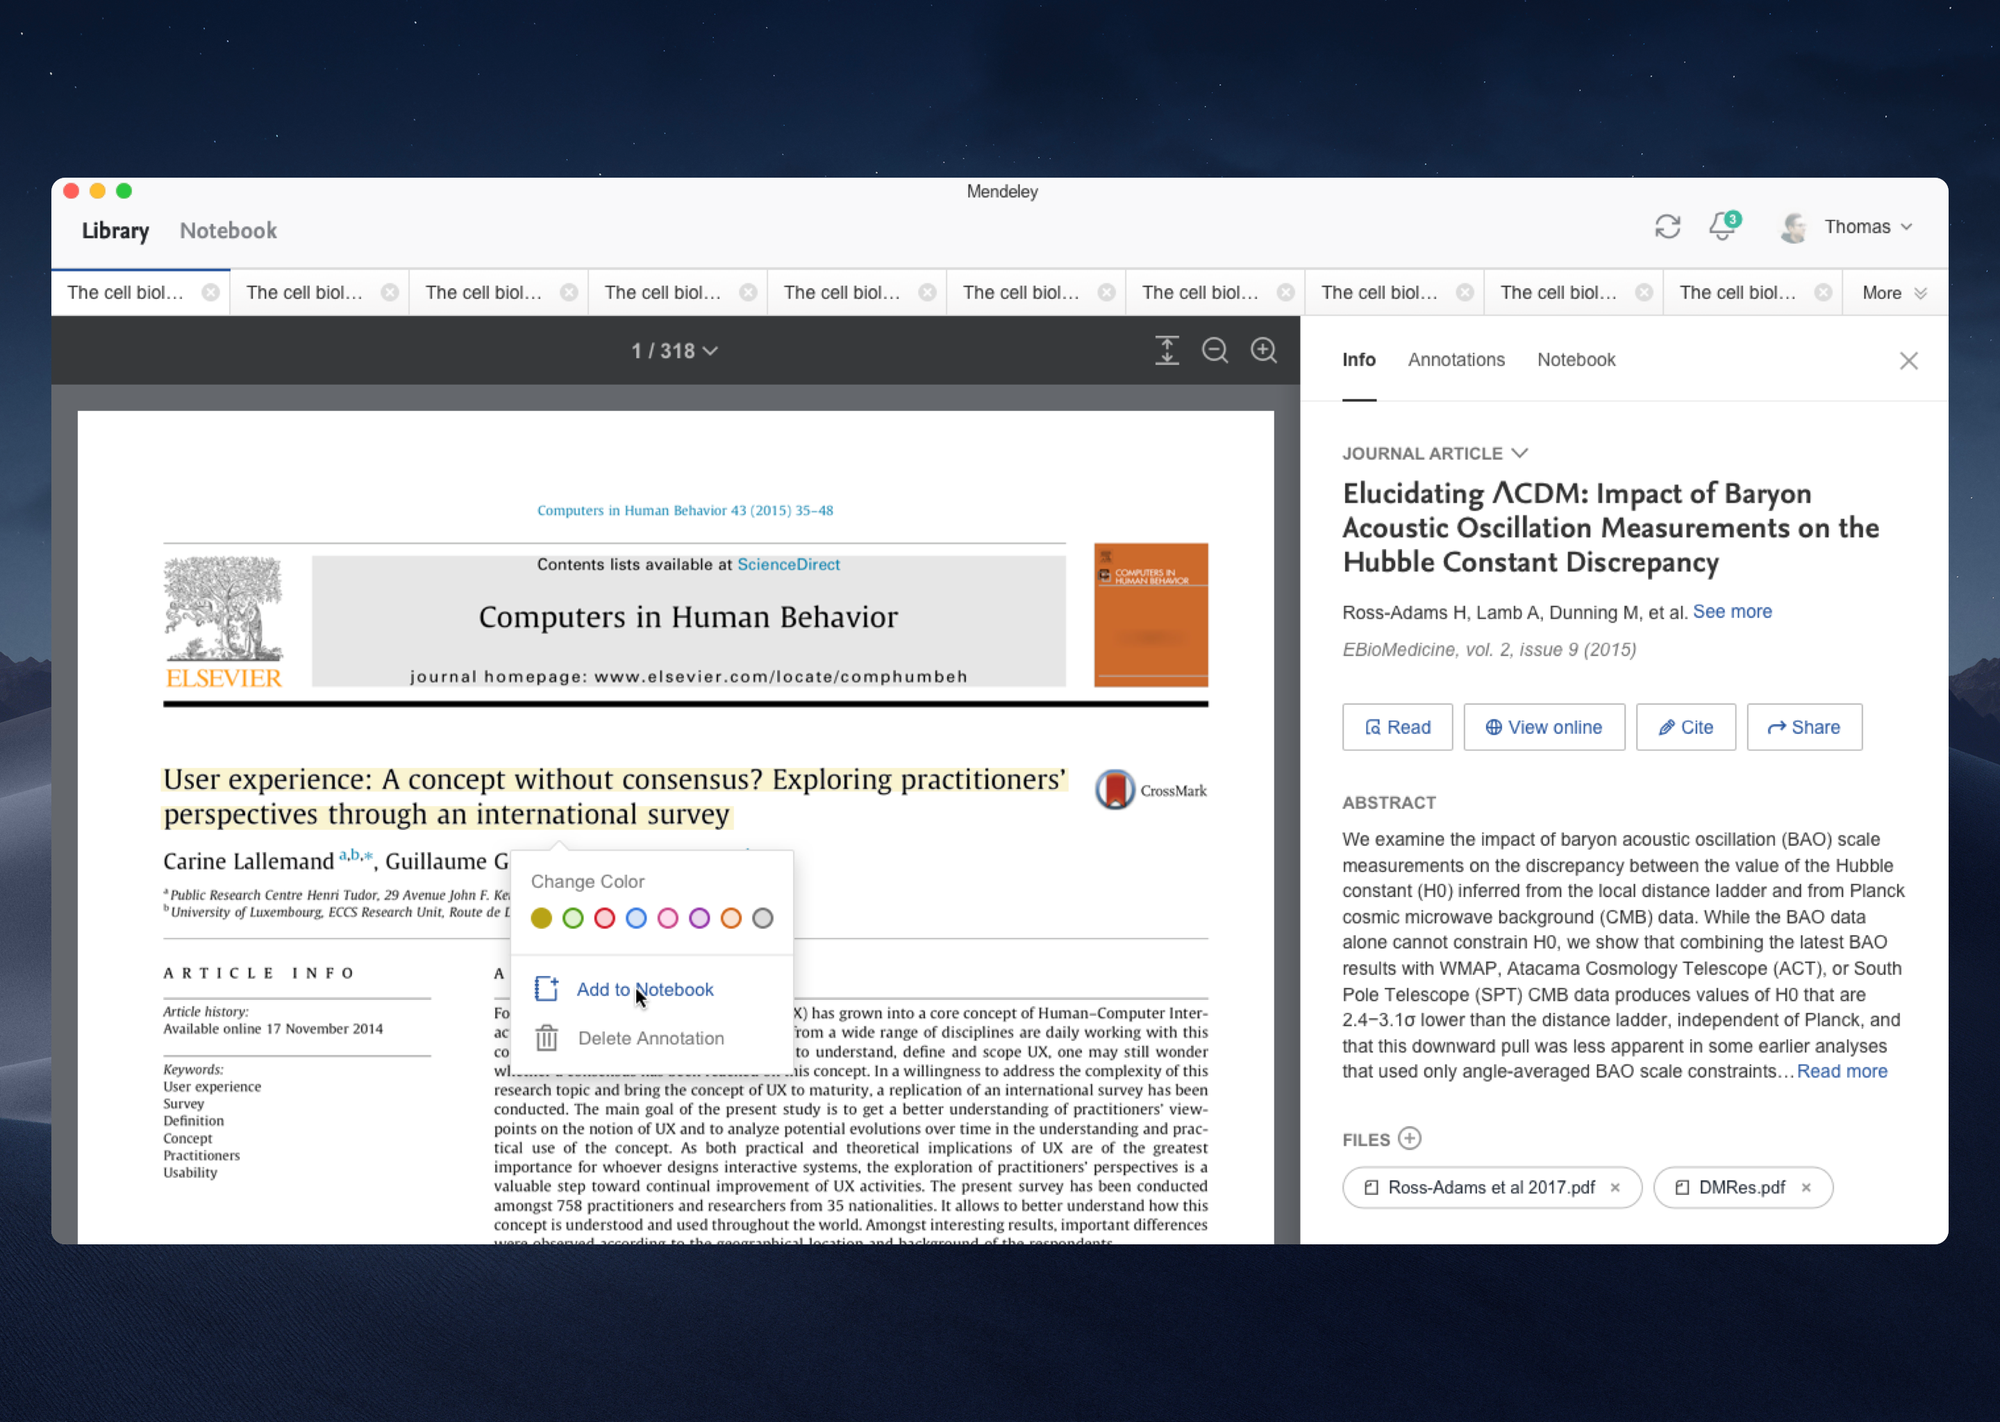 Mendeley
Library Notebook
3
Thomas
The cell biol... The cell biol... The cell biol... The cell biol... The cell biol... The cell biol... The cell biol... The cell biol... The cell biol... The cell biol... More
1 / 318
Computers in Human Behavior 43 (2015) 35–48
Contents lists available at ScienceDirect
Computers in Human Behavior
journal homepage: www.elsevier.com/locate/comphumbeh
ELSEVIER
COMPUTERS IN
HUMAN BEHAVIOR
User experience: A concept without consensus? Exploring practitioners'
perspectives through an international survey
CrossMark
Carine Lallemand a,b,*, Guillaume G
a Public Research Centre Henri Tudor, 29 Avenue John F.
b University of Luxembourg, ECCS Research Unit, Route de
Change Color
Add to Notebook
Delete Annotation
ARTICLE INFO
Article history:
Available online 17 November 2014
Keywords:
User experience
Survey
Definition
Concept
Practitioners
Usability
A
X) has grown into a core concept of Human–Computer Inter-
from a wide range of disciplines are daily working with this
to understand, define and scope UX, one may still wonder
this concept. In a willingness to address the complexity of this
research topic and bring the concept of UX to maturity, a replication of an international survey has been
conducted. The main goal of the present study is to get a better understanding of practitioners' view-
points on the notion of UX and to analyze potential evolutions over time in the understanding and prac-
tical use of the concept. As both practical and theoretical implications of UX are of the greatest
importance for whoever designs interactive systems, the exploration of practitioners' perspectives is a
valuable step toward continual improvement of UX activities. The present survey has been conducted
amongst 758 practitioners and researchers from 35 nationalities. It allows to better understand how this
concept is understood and used throughout the world. Amongst interesting results, important differences
were observed according to the geographical location and background of the respondents.
Info Annotations Notebook
JOURNAL ARTICLE
Elucidating ΛCDM: Impact of Baryon
Acoustic Oscillation Measurements on the
Hubble Constant Discrepancy
Ross-Adams H, Lamb A, Dunning M, et al. See more
EBioMedicine, vol. 2, issue 9 (2015)
Read View online Cite Share
ABSTRACT
We examine the impact of baryon acoustic oscillation (BAO) scale
measurements on the discrepancy between the value of the Hubble
constant (H0) inferred from the local distance ladder and from Planck
cosmic microwave background (CMB) data. While the BAO data
alone cannot constrain H0, we show that combining the latest BAO
results with WMAP, Atacama Cosmology Telescope (ACT), or South
Pole Telescope (SPT) CMB data produces values of H0 that are
2.4−3.1σ lower than the distance ladder, independent of Planck, and
that this downward pull was less apparent in some earlier analyses
that used only angle-averaged BAO scale constraints... Read more
FILES
Ross-Adams et al 2017.pdf × DMRes.pdf ×